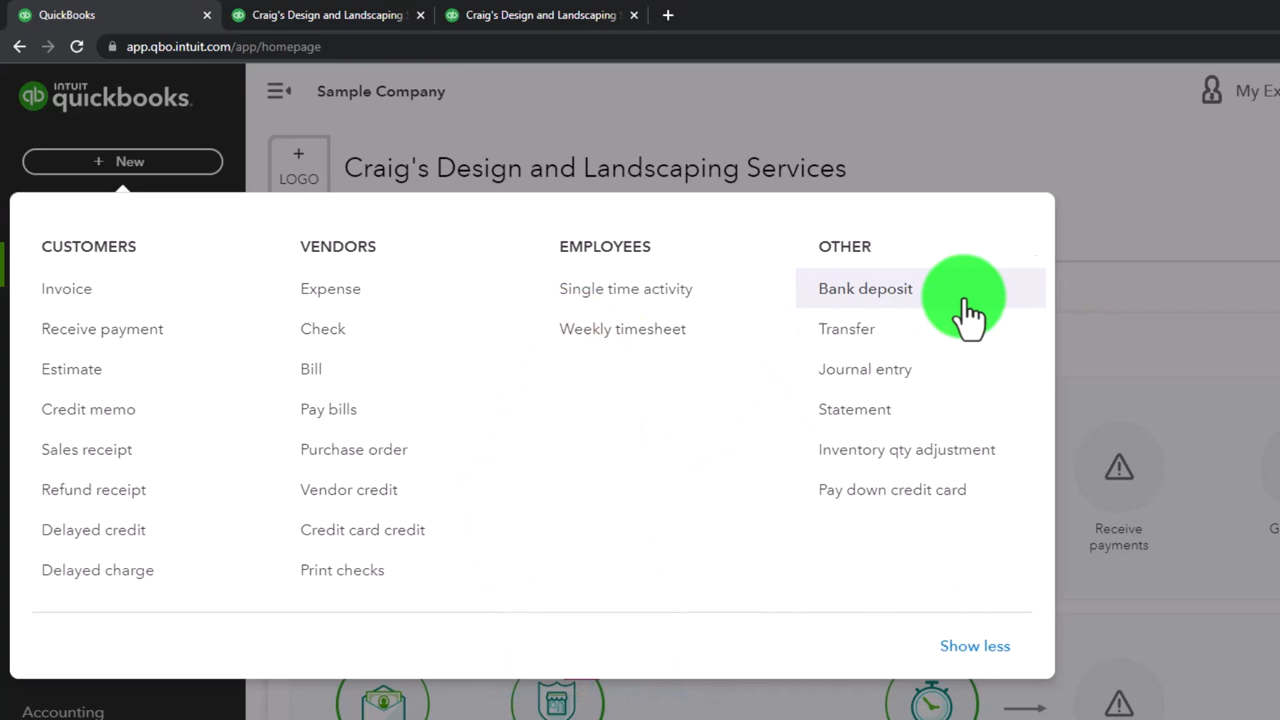 QuickBooks
Craig's Design and Landscaping
Craig's Design and Landscaping
app.qbo.intuit.com/app/homepage
INTUIT
qb quickbooks.
Sample Company
My Ex
+ New
+
LOGO
Craig's Design and Landscaping Services
CUSTOMERS
Invoice
Receive payment
Estimate
Credit memo
Sales receipt
Refund receipt
Delayed credit
Delayed charge
VENDORS
Expense
Check
Bill
Pay bills
Purchase order
Vendor credit
Credit card credit
Print checks
EMPLOYEES
Single time activity
Weekly timesheet
OTHER
Bank deposit
Transfer
Journal entry
Statement
Inventory qty adjustment
Pay down credit card
Show less
Receive
payments
G
Accounting